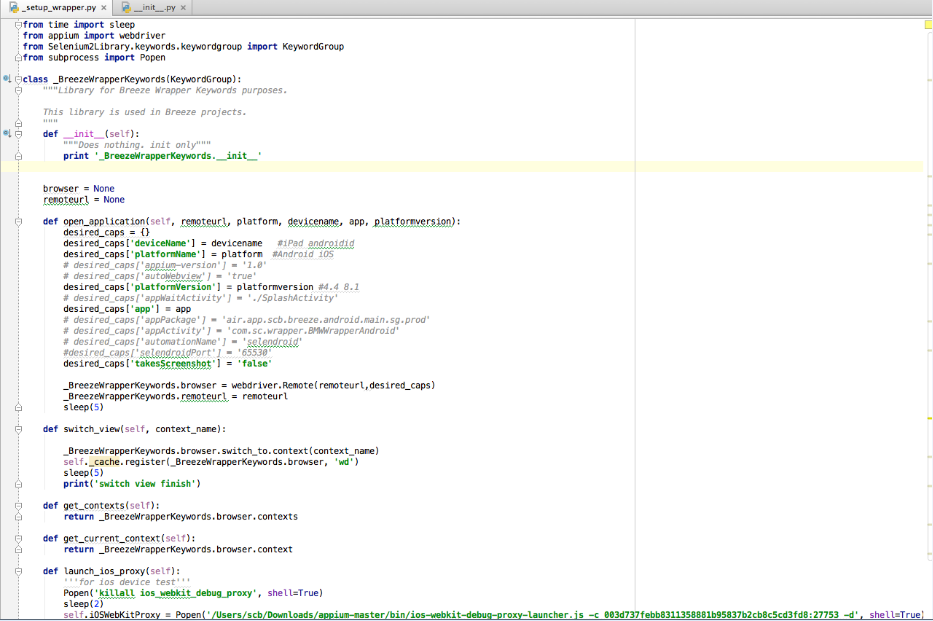 _setup_wrapper.py × __init__.py ×
from time import sleep
from appium import webdriver
from Selenium2Library.keywords.keywordgroup import KeywordGroup
from subprocess import Popen
class _BreezeWrapperKeywords(KeywordGroup):
"""Library for Breeze Wrapper Keywords purposes.
This library is used in Breeze projects.
"""
def __init__(self):
"""Does nothing. init only"""
print '_BreezeWrapperKeywords.__init__'
browser = None
remoteurl = None
def open_application(self, remoteurl, platform, devicename, app, platformversion):
desired_caps = {}
desired_caps['deviceName'] = devicename #iPad androidid
desired_caps['platformName'] = platform #Android iOS
# desired_caps['appium-version'] = '1.0'
# desired_caps['autoWebview'] = 'true'
desired_caps['platformVersion'] = platformversion #4.4 8.1
# desired_caps['appWaitActivity'] = './SplashActivity'
desired_caps['app'] = app
# desired_caps['appPackage'] = 'air.app.scb.breeze.android.main.sg.prod'
# desired_caps['appActivity'] = 'com.sc.wrapper.BMWWrapperAndroid'
# desired_caps['automationName'] = 'selendroid'
#desired_caps['selendroidPort'] = '65530'
desired_caps['takesScreenshot'] = 'false'
_BreezeWrapperKeywords.browser = webdriver.Remote(remoteurl,desired_caps)
_BreezeWrapperKeywords.remoteurl = remoteurl
sleep(5)
def switch_view(self, context_name):
_BreezeWrapperKeywords.browser.switch_to.context(context_name)
self._cache.register(_BreezeWrapperKeywords.browser, 'wd')
sleep(5)
print('switch view finish')
def get_contexts(self):
return _BreezeWrapperKeywords.browser.contexts
def get_current_context(self):
return _BreezeWrapperKeywords.browser.context
def launch_ios_proxy(self):
'''for ios device test'''
Popen('killall ios_webkit_debug_proxy', shell=True)
sleep(2)
self.iOSWebKitProxy = Popen('/Users/scb/Downloads/appium-master/bin/ios-webkit-debug-proxy-launcher.js -c 003d737febb8311358881b95837b2cb8c5cd3fd8:27753 -d', shell=True)